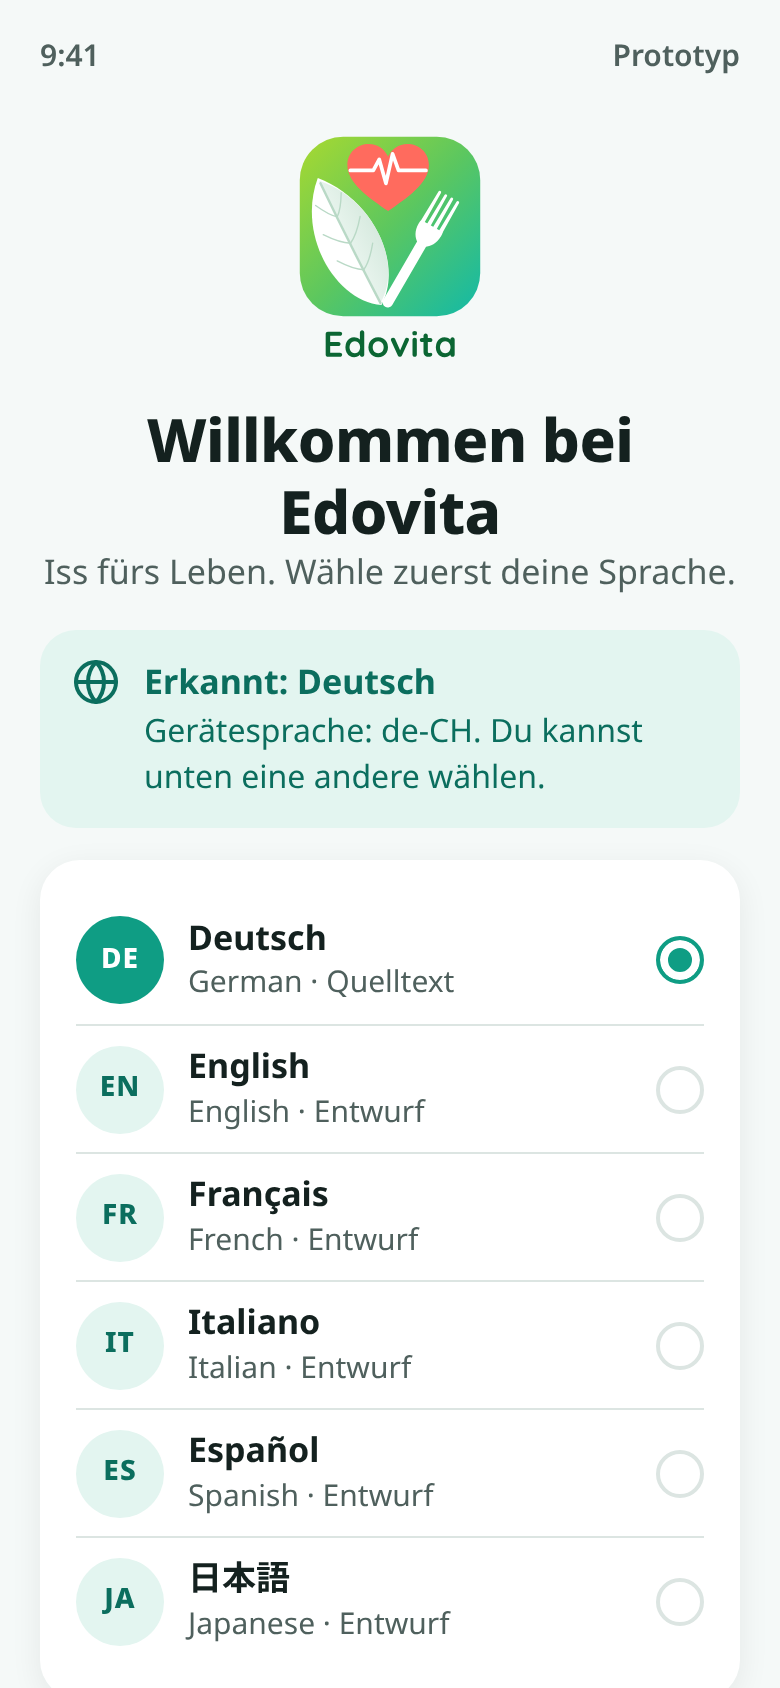 9:41
Prototyp
Edovita
Willkommen bei
Edovita
Iss fürs Leben. Wähle zuerst deine Sprache.
Erkannt: Deutsch
Gerätesprache: de-CH. Du kannst
unten eine andere wählen.
DE
Deutsch
German · Quelltext
EN
English
English · Entwurf
FR
Français
French · Entwurf
IT
Italiano
Italian · Entwurf
ES
Español
Spanish · Entwurf
JA
日本語
Japanese · Entwurf